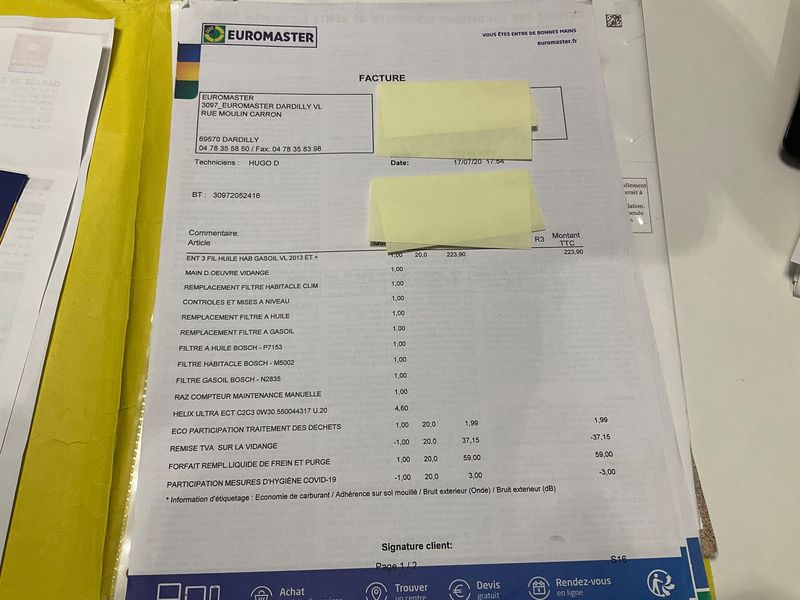 EUROMASTER
VOUS ÊTES ENTRE DE BONNES MAINS
euromaster.fr
FACTURE
EUROMASTER
3097_EUROMASTER DARDILLY VL
RUE MOULIN CARRON
69570 DARDILLY
04 78 35 58 50 / Fax: 04 78 35 83 98
Techniciens : HUGO D
Date: 17/07/20 17:54
BT : 30972052416
Commentaire:
Article R3 Montant TTC
ENT 3 FIL HUILE HAB GASOIL VL 2013 ET + 1,00 20,0 223,90 223,90
MAIN D.OEUVRE VIDANGE 1,00
REMPLACEMENT FILTRE HABITACLE CLIM 1,00
CONTROLES ET MISES A NIVEAU 1,00
REMPLACEMENT FILTRE A HUILE 1,00
REMPLACEMENT FILTRE A GASOIL 1,00
FILTRE A HUILE BOSCH - P7153 1,00
FILTRE HABITACLE BOSCH - M5002 1,00
FILTRE GASOIL BOSCH - N2835 1,00
RAZ COMPTEUR MAINTENANCE MANUELLE 1,00
HELIX ULTRA ECT C2C3 0W30 550044317 U.20 4,60
ECO PARTICIPATION TRAITEMENT DES DECHETS 1,00 20,0 1,99 1,99
REMISE TVA SUR LA VIDANGE -1,00 20,0 37,15 -37,15
FORFAIT REMPL.LIQUIDE DE FREIN ET PURGE 1,00 20,0 59,00 59,00
PARTICIPATION MESURES D'HYGIÈNE COVID-19 -1,00 20,0 3,00 -3,00
* Information d'étiquetage : Economie de carburant / Adhérence sur sol mouillé / Bruit exterieur (Onde) / Bruit exterieur (dB)
Signature client:
Page 1 / 2 S16
Achat
Trouver
un centre
Devis
gratuit
Rendez-vous
en ligne